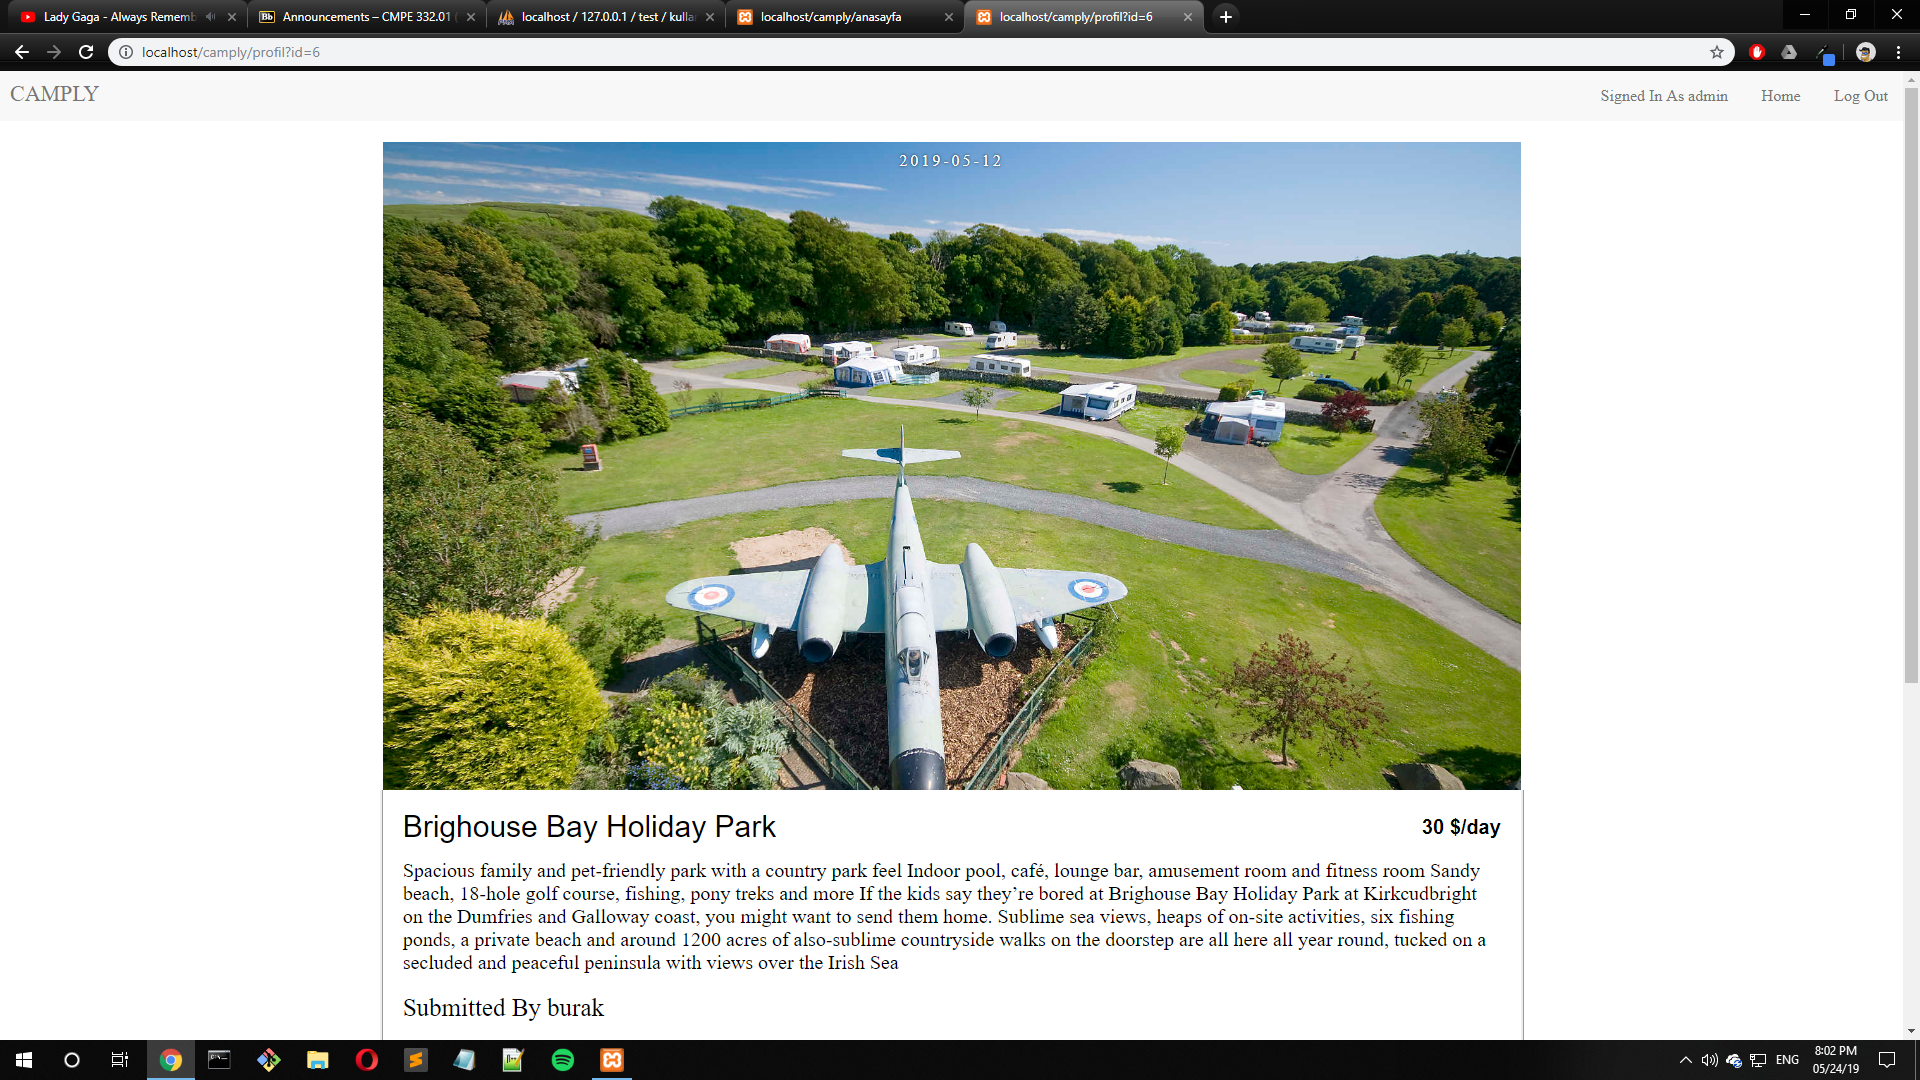 Lady Gaga - Always Rememb
Announcements – CMPE 332.01 (
localhost / 127.0.0.1 / test / kulla
localhost/camply/anasayfa
localhost/camply/profil?id=6
localhost/camply/profil?id=6
CAMPLY
Signed In As admin
Home
Log Out
2019-05-12
Brighouse Bay Holiday Park
30 $/day
Spacious family and pet-friendly park with a country park feel Indoor pool, café, lounge bar, amusement room and fitness room Sandy
beach, 18-hole golf course, fishing, pony treks and more If the kids say they’re bored at Brighouse Bay Holiday Park at Kirkcudbright
on the Dumfries and Galloway coast, you might want to send them home. Sublime sea views, heaps of on-site activities, six fishing
ponds, a private beach and around 1200 acres of also-sublime countryside walks on the doorstep are all here all year round, tucked on a
secluded and peaceful peninsula with views over the Irish Sea
Submitted By burak
ENG
8:02 PM
05/24/19